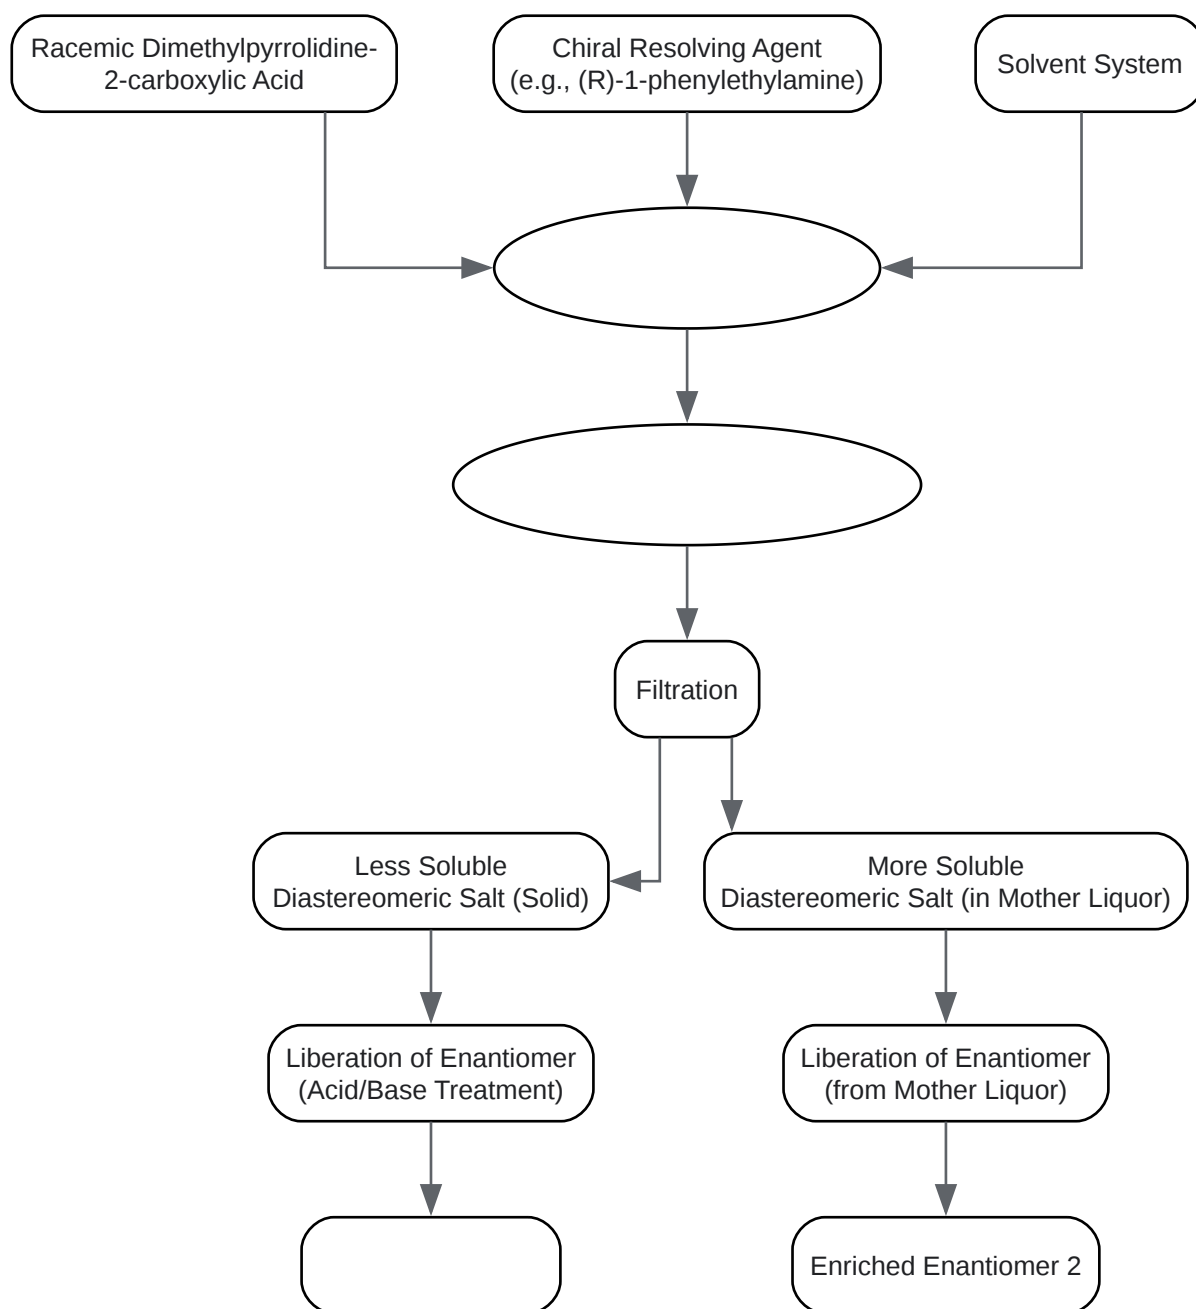 Racemic Dimethylpyrrolidine-
2-carboxylic Acid
Chiral Resolving Agent
(e.g., (R)-1-phenylethylamine)
Solvent System
Filtration
Less Soluble
Diastereomeric Salt (Solid)
More Soluble
Diastereomeric Salt (in Mother Liquor)
Liberation of Enantiomer
(Acid/Base Treatment)
Liberation of Enantiomer
(from Mother Liquor)
Enriched Enantiomer 2